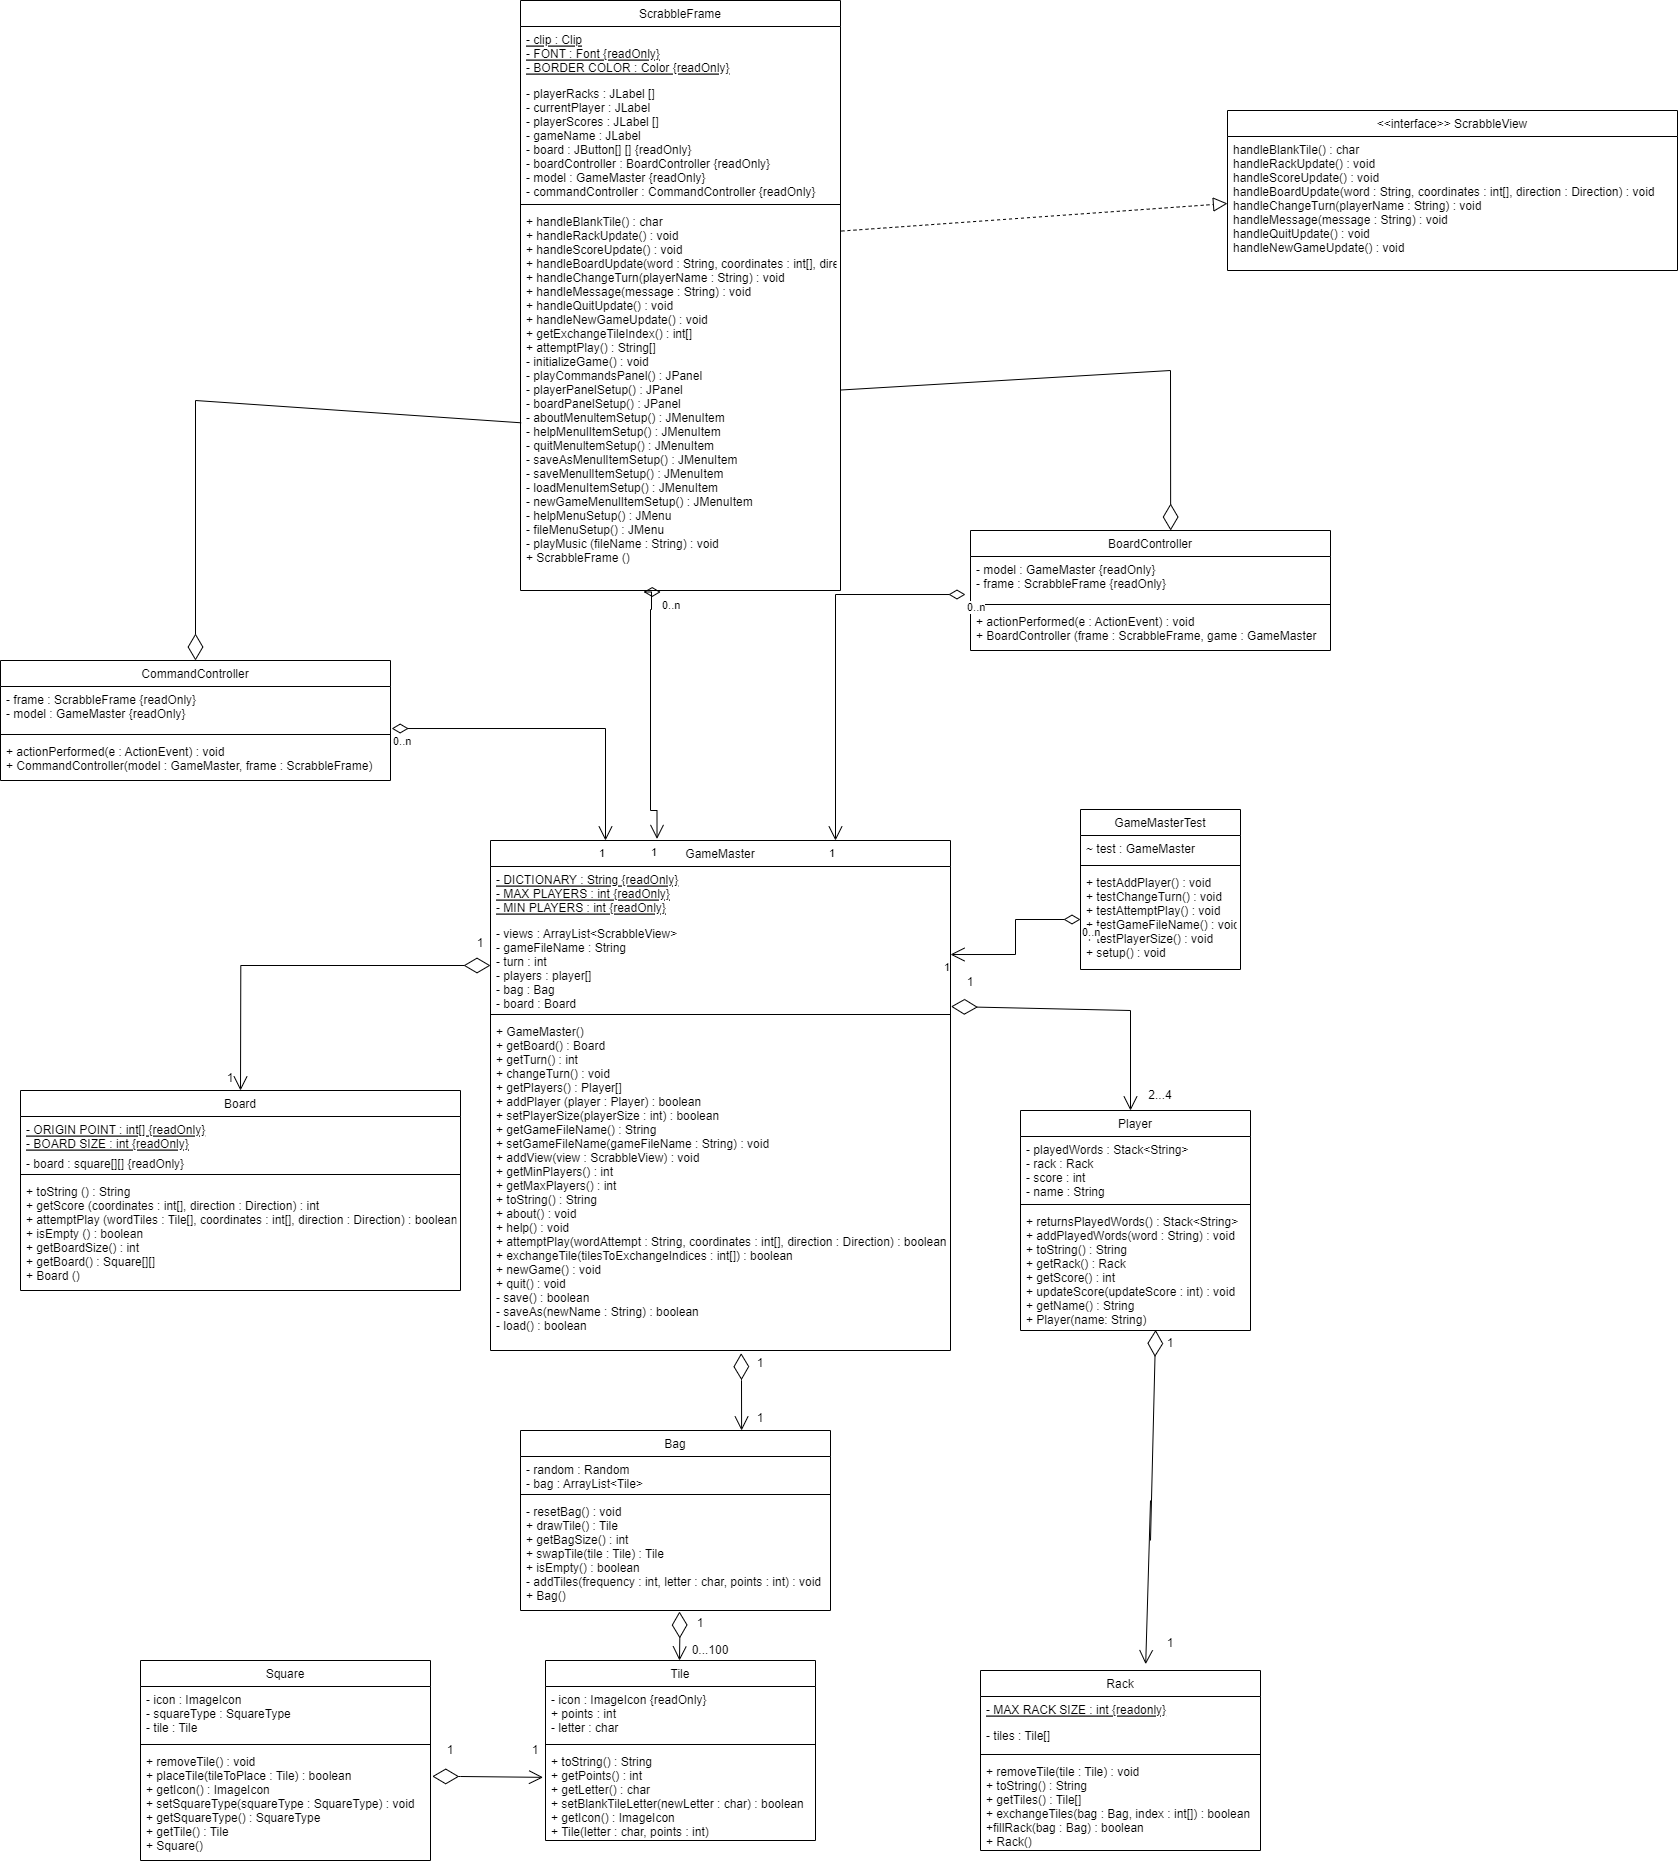 ScrabbleFrame
- clip : Clip
- FONT : Font {readOnly}
- BORDER COLOR : Color {readOnly}
- playerRacks : JLabel []
- currentPlayer : JLabel
- playerScores : JLabel []
- gameName : JLabel
- board : JButton[] [] {readOnly}
- boardController : BoardController {readOnly}
- model : GameMaster {readOnly}
- commandController : CommandController {readOnly}
+ handleBlankTile() : char
+ handleRackUpdate() : void
+ handleScoreUpdate() : void
+ handleBoardUpdate(word : String, coordinates : int[], dire
+ handleChangeTurn(playerName : String) : void
+ handleMessage(message : String) : void
+ handleQuitUpdate() : void
+ handleNewGameUpdate() : void
+ getExchangeTileIndex() : int[]
+ attemptPlay() : String[]
- initializeGame() : void
- playCommandsPanel() : JPanel
- playerPanelSetup() : JPanel
- boardPanelSetup() : JPanel
- aboutMenuItemSetup() : JMenuItem
- helpMenuIItemSetup() : JMenuItem
- quitMenuItemSetup() : JMenuItem
- saveAsMenuIItemSetup() : JMenuItem
- saveMenuIItemSetup() : JMenuItem
- loadMenuItemSetup() : JMenuItem
- newGameMenuIItemSetup() : JMenuItem
- helpMenuSetup() : JMenu
- fileMenuSetup() : JMenu
- playMusic (fileName : String) : void
+ ScrabbleFrame ()
<<interface>> ScrabbleView
handleBlankTile() : char
handleRackUpdate() : void
handleScoreUpdate() : void
handleBoardUpdate(word : String, coordinates : int[], direction : Direction) : void
handleChangeTurn(playerName : String) : void
handleMessage(message : String) : void
handleQuitUpdate() : void
handleNewGameUpdate() : void
BoardController
- model : GameMaster {readOnly}
- frame : ScrabbleFrame {readOnly}
+ actionPerformed(e : ActionEvent) : void
+ BoardController (frame : ScrabbleFrame, game : GameMaster
0..n
0..n
CommandController
- frame : ScrabbleFrame {readOnly}
- model : GameMaster {readOnly}
+ actionPerformed(e : ActionEvent) : void
+ CommandController(model : GameMaster, frame : ScrabbleFrame)
0..n
GameMasterTest
~ test : GameMaster
+ testAddPlayer() : void
+ testChangeTurn() : void
+ testAttemptPlay() : void
+ testGameFileName() : void
+ testPlayerSize() : void
+ setup() : void
0..n
1
1
1
1
GameMaster
- DICTIONARY : String {readOnly}
- MAX PLAYERS : int {readOnly}
- MIN PLAYERS : int {readOnly}
- views : ArrayList<ScrabbleView>
- gameFileName : String
- turn : int
- players : player[]
- bag : Bag
- board : Board
+ GameMaster()
+ getBoard() : Board
+ getTurn() : int
+ changeTurn() : void
+ getPlayers() : Player[]
+ addPlayer (player : Player) : boolean
+ setPlayerSize(playerSize : int) : boolean
+ getGameFileName() : String
+ setGameFileName(gameFileName : String) : void
+ addView(view : ScrabbleView) : void
+ getMinPlayers() : int
+ getMaxPlayers() : int
+ toString() : String
+ about() : void
+ help() : void
+ attemptPlay(wordAttempt : String, coordinates : int[], direction : Direction) : boolean
+ exchangeTile(tilesToExchangeIndices : int[]) : boolean
+ newGame() : void
+ quit() : void
- save() : boolean
- saveAs(newName : String) : boolean
- load() : boolean
1
1
Board
- ORIGIN POINT : int[] {readOnly}
- BOARD SIZE : int {readOnly}
- board : square[][] {readOnly}
+ toString () : String
+ getScore (coordinates : int[], direction : Direction) : int
+ attemptPlay (wordTiles : Tile[], coordinates : int[], direction : Direction) : boolean
+ isEmpty () : boolean
+ getBoardSize() : int
+ getBoard() : Square[][]
+ Board ()
1
2...4
Player
- playedWords : Stack<String>
- rack : Rack
- score : int
- name : String
+ returnsPlayedWords() : Stack<String>
+ addPlayedWords(word : String) : void
+ toString() : String
+ getRack() : Rack
+ getScore() : int
+ updateScore(updateScore : int) : void
+ getName() : String
+ Player(name: String)
1
1
1
1
Bag
- random : Random
- bag : ArrayList<Tile>
- resetBag() : void
+ drawTile() : Tile
+ getBagSize() : int
+ swapTile(tile : Tile) : Tile
+ isEmpty() : boolean
- addTiles(frequency : int, letter : char, points : int) : void
+ Bag()
1
0...100
Square
- icon : ImageIcon
- squareType : SquareType
- tile : Tile
+ removeTile() : void
+ placeTile(tileToPlace : Tile) : boolean
+ getIcon() : ImageIcon
+ setSquareType(squareType : SquareType) : void
+ getSquareType() : SquareType
+ getTile() : Tile
+ Square()
1
1
Tile
- icon : ImageIcon {readOnly}
+ points : int
- letter : char
+ toString() : String
+ getPoints() : int
+ getLetter() : char
+ setBlankTileLetter(newLetter : char) : boolean
+ getIcon() : ImageIcon
+ Tile(letter : char, points : int)
Rack
- MAX RACK SIZE : int {readonly}
- tiles : Tile[]
+ removeTile(tile : Tile) : void
+ toString() : String
+ getTiles() : Tile[]
+ exchangeTiles(bag : Bag, index : int[]) : boolean
+fillRack(bag : Bag) : boolean
+ Rack()